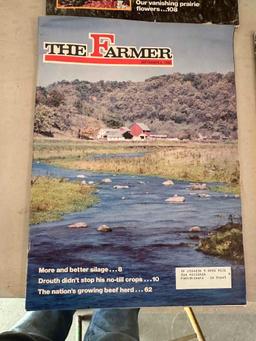 Our vanishing prairie
flowers...108
THE FARMER
More and better silage...8
Drouth didn't stop his no-till crops...10
The nation's growing beef herd...62